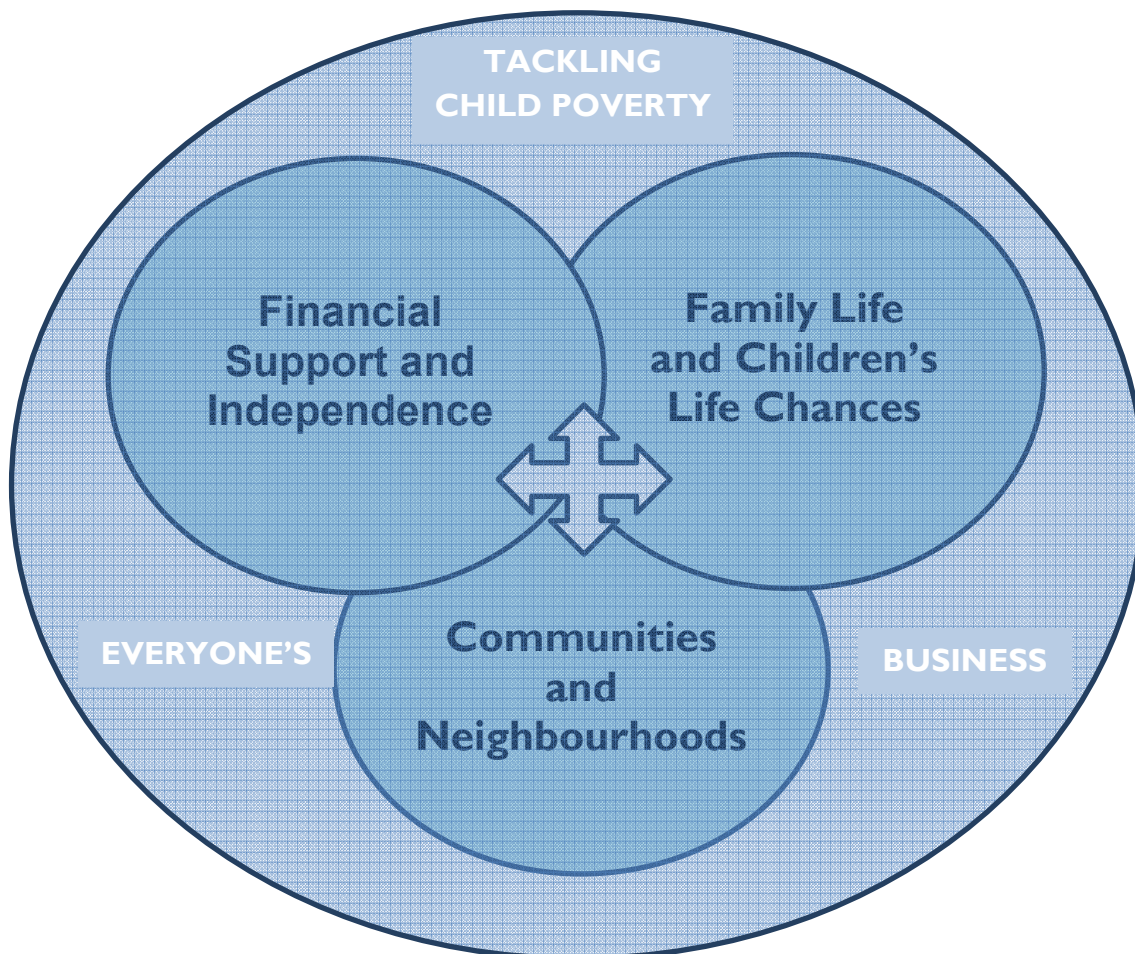 TACKLING
CHILD POVERTY
Financial
Support and
Independence
Family Life
and Children’s
Life Chances
EVERYONE’S
Communities
and
Neighbourhoods
BUSINESS